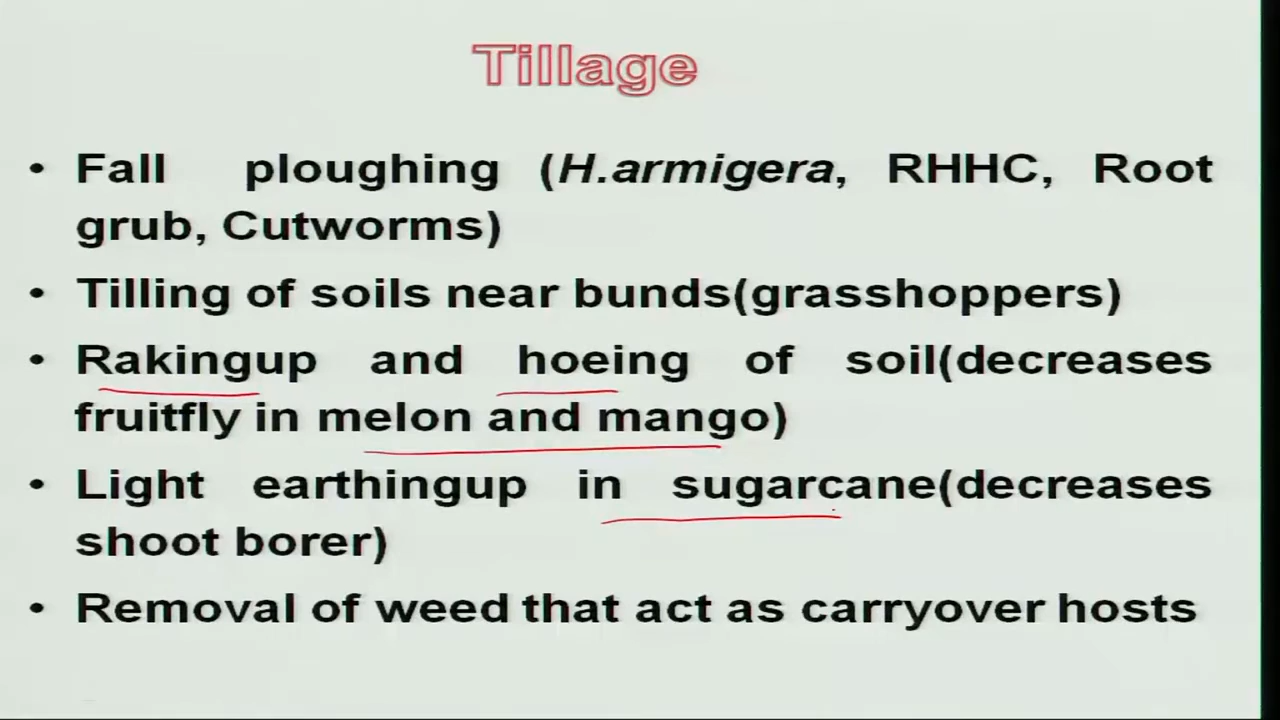 Tillage
• Fall ploughing (H.armigera, RHHC, Root
grub, Cutworms)
• Tilling of soils near bunds(grasshoppers)
• Rakingup and hoeing of soil(decreases
fruitfly in melon and mango)
• Light earthingup in sugarcane(decreases
shoot borer)
• Removal of weed that act as carryover hosts